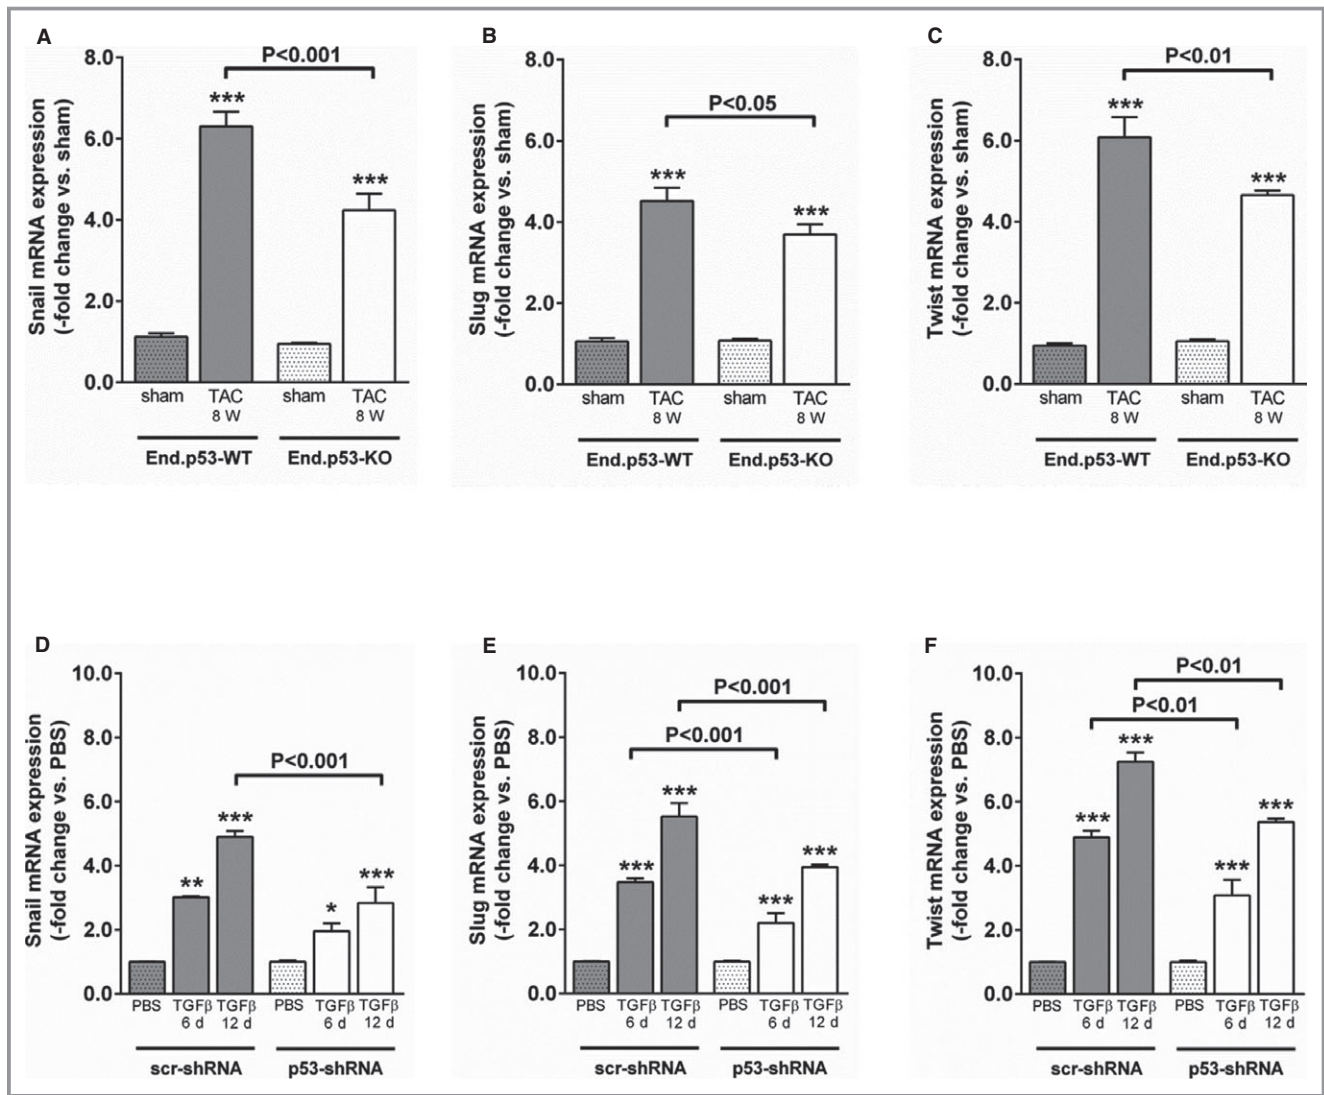 A
Snail mRNA expression
(-fold change vs. sham)
8.0
6.0
4.0
2.0
0.0
P<0.001
***
***
sham TAC sham TAC
8 W 8 W
End.p53-WT End.p53-KO
B
Slug mRNA expression
(-fold change vs. sham)
8.0
6.0
4.0
2.0
0.0
P<0.05
***
***
sham TAC sham TAC
8 W 8 W
End.p53-WT End.p53-KO
C
Twist mRNA expression
(-fold change vs. sham)
8.0
6.0
4.0
2.0
0.0
P<0.01
***
***
sham TAC sham TAC
8 W 8 W
End.p53-WT End.p53-KO
D
Snail mRNA expression
(-fold change vs. PBS)
10.0
8.0
6.0
4.0
2.0
0.0
P<0.001
***
***
**
*
PBS TGFβ TGFβ PBS TGFβ TGFβ
6 d 12 d 6 d 12 d
scr-shRNA p53-shRNA
E
Slug mRNA expression
(-fold change vs. PBS)
10.0
8.0
6.0
4.0
2.0
0.0
P<0.001
P<0.001
***
***
***
***
PBS TGFβ TGFβ PBS TGFβ TGFβ
6 d 12 d 6 d 12 d
scr-shRNA p53-shRNA
F
Twist mRNA expression
(-fold change vs. PBS)
10.0
8.0
6.0
4.0
2.0
0.0
P<0.01
P<0.01
***
***
***
***
PBS TGFβ TGFβ PBS TGFβ TGFβ
6 d 12 d 6 d 12 d
scr-shRNA p53-shRNA